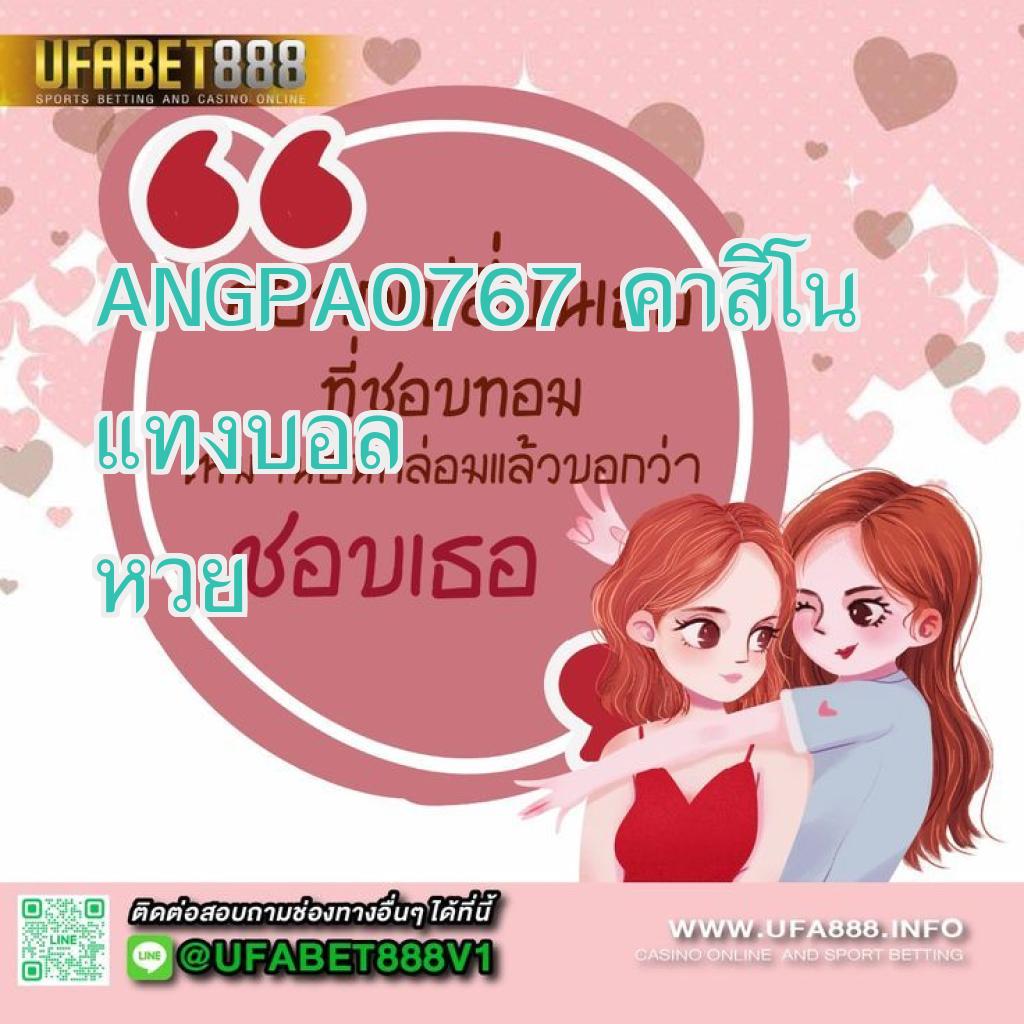 UFABET888
SPORTS BETTING AND CASINO ONLINE
ANGPAO767 คาสิโน
ที่ชอบทอม
แทงบอล
กล่อมแล้วบอกว่า
หวย
ชอบเธอ
LINE
ติดต่อสอบถามช่องทางอื่นๆ ได้ที่นี้
LINE @UFABET888V1
WWW.UFA888.INFO
CASINO ONLINE AND SPORT BETTING